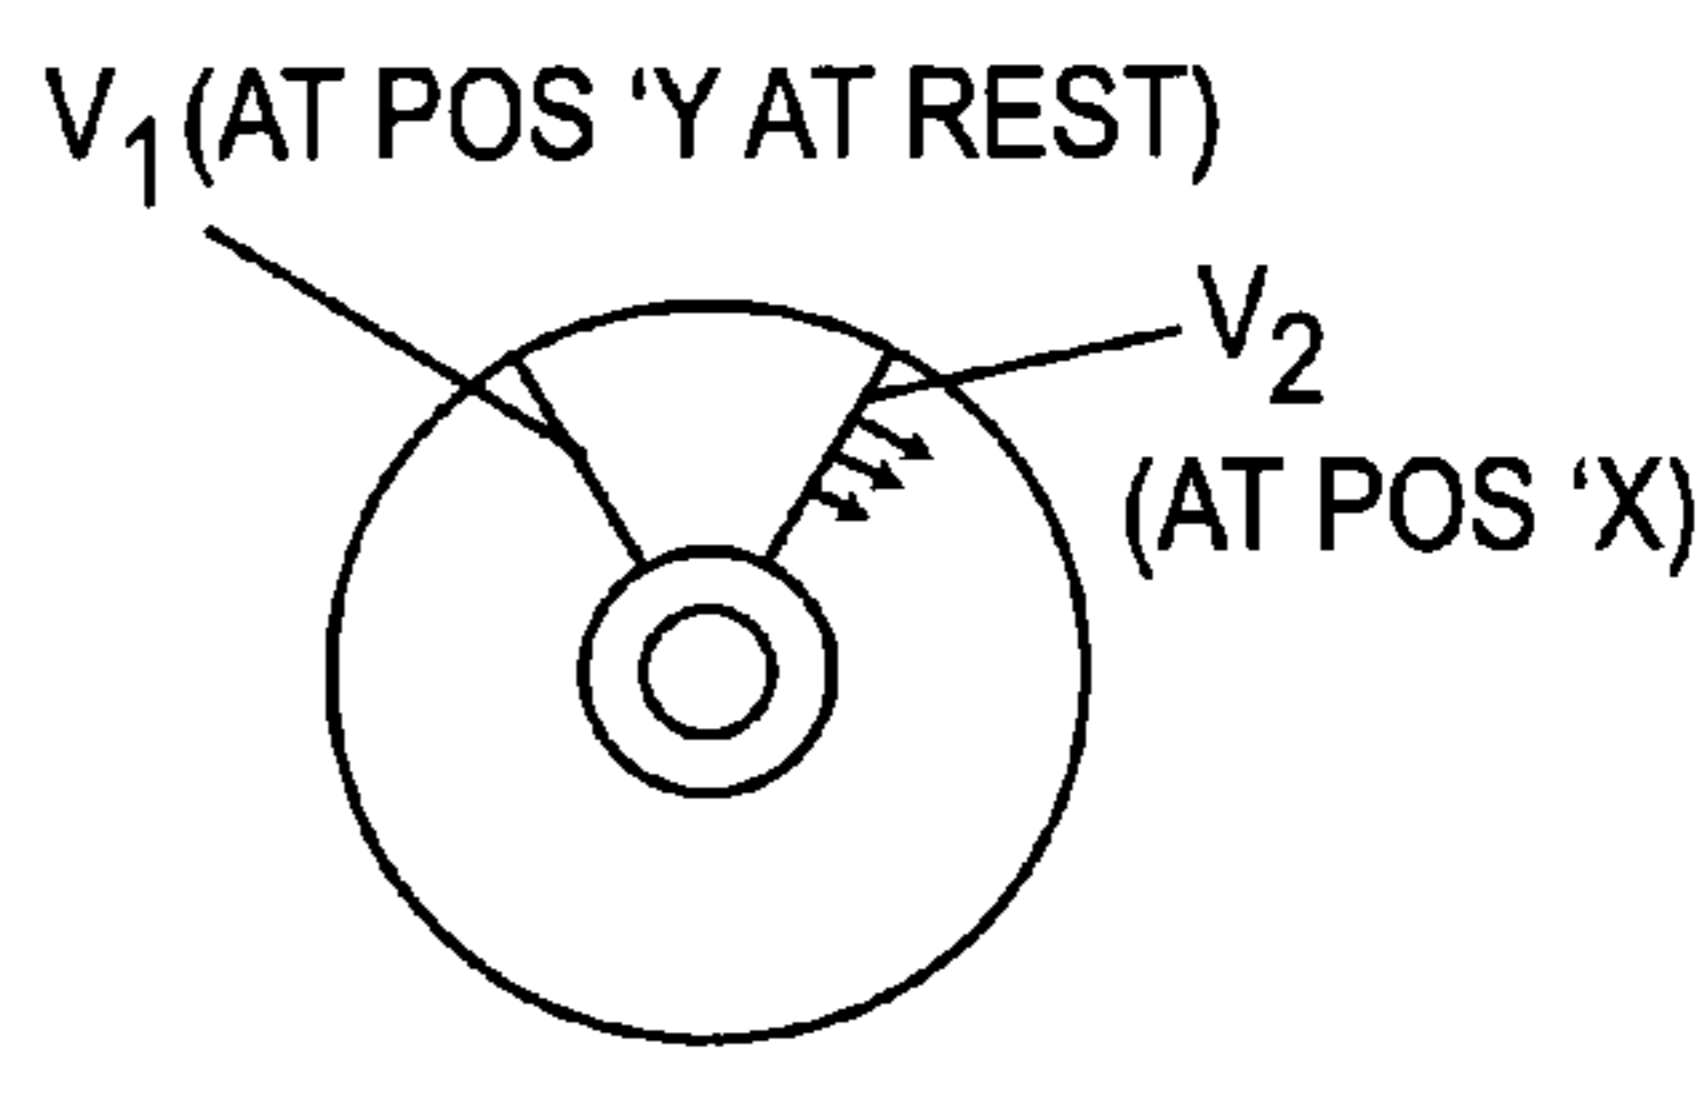 V1 (AT POS ‘Y AT REST)
V2
(AT POS ‘X)